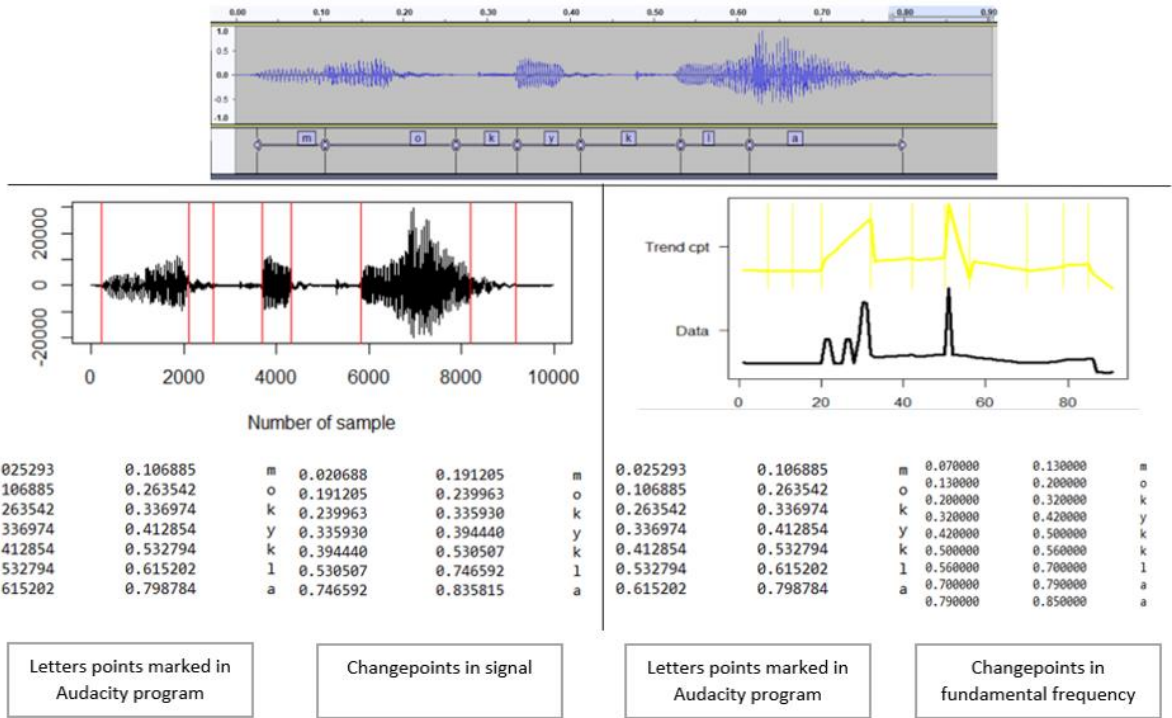 0.00 0.10 0.20 0.30 0.40 0.50 0.60 0.70 0.80 0.90
1.0
0.5
0.0
-0.5
-1.0
m o k y k l a
20000
0
-20000
0 2000 4000 6000 8000 10000
Number of sample
Trend cpt
Data
0 20 40 60 80
025293 0.106885 m
106885 0.263542 o
263542 0.336974 k
336974 0.412854 y
412854 0.532794 k
532794 0.615202 l
615202 0.798784 a
0.020688 0.191205 m
0.191205 0.239963 o
0.239963 0.335930 k
0.335930 0.394440 y
0.394440 0.530507 k
0.530507 0.746592 l
0.746592 0.835815 a
0.025293 0.106885 m
0.106885 0.263542 o
0.263542 0.336974 k
0.336974 0.412854 y
0.412854 0.532794 k
0.532794 0.615202 l
0.615202 0.798784 a
0.070000 0.130000 m
0.130000 0.200000 o
0.200000 0.320000 k
0.320000 0.420000 y
0.420000 0.500000 k
0.500000 0.560000 k
0.560000 0.700000 l
0.700000 0.790000 a
0.790000 0.850000 a
Letters points marked in
Audacity program
Changepoints in signal
Letters points marked in
Audacity program
Changepoints in
fundamental frequency